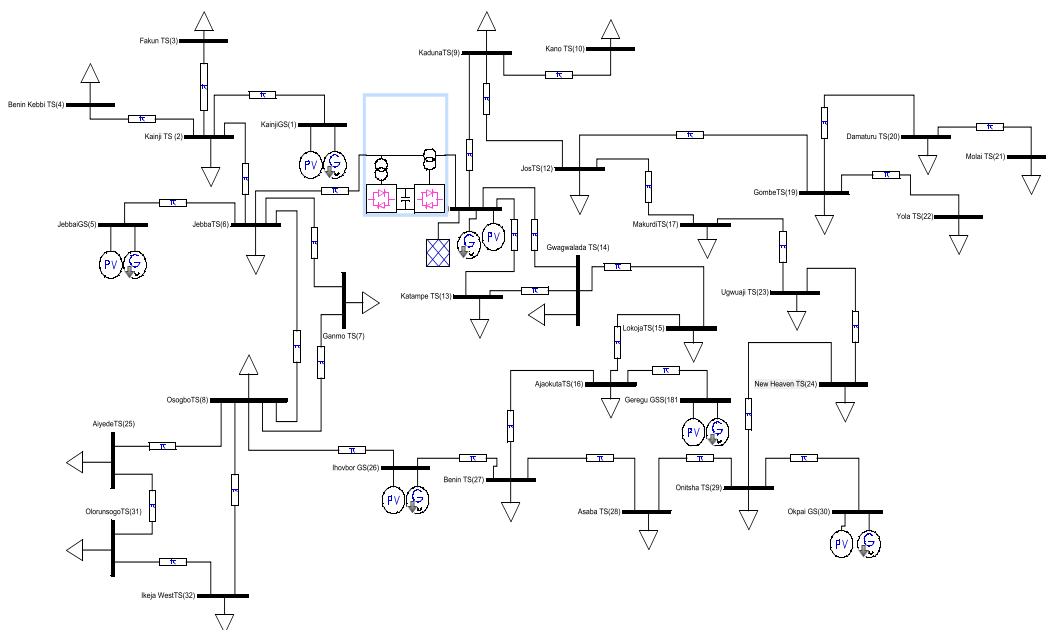 Fakun TS(3)
KadunaTS(9)
Kano TS(10)
Benin Kebbi TS(4)
Kainji TS (2)
KainjiGS(1)
PV
G
JosTS(12)
Damaturu TS(20)
Molai TS(21)
GombeTS(19)
Yola TS(22)
JebbaiGS(5)
JebbaTS(6)
PV
G
G
PV
MakurdiTS(17)
Gwagwalada TS(14)
Katampe TS(13)
Ugwuaji TS(23)
Ganmo TS(7)
LokojaTS(15)
AjaokutaTS(16)
New Heaven TS(24)
OsogboTS(8)
Geregu GSS(181
PV
G
AiyedeTS(25)
Ihovbor GS(26)
PV
G
Benin TS(27)
Onitsha TS(29)
OlorunsogoTS(31)
Asaba TS(28)
Okpai GS(30)
PV
G
Ikeja WestTS(32)